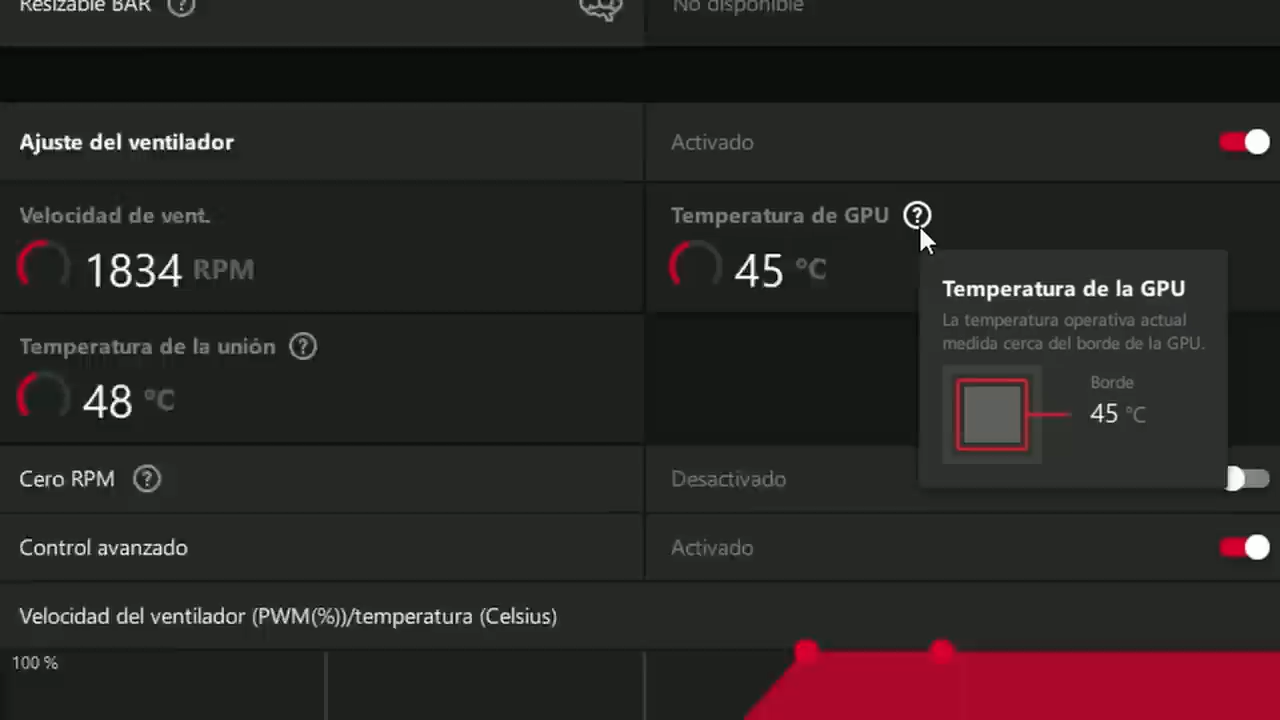 Resizable BAR ?
No disponible
Ajuste del ventilador
Activado
Velocidad de vent.
1834 RPM
Temperatura de GPU ?
45 °C
Temperatura de la GPU
La temperatura operativa actual
medida cerca del borde de la GPU.
Borde
45 °C
Temperatura de la unión ?
48 °C
Cero RPM ?
Desactivado
Control avanzado
Activado
Velocidad del ventilador (PWM(%))/temperatura (Celsius)
100 %